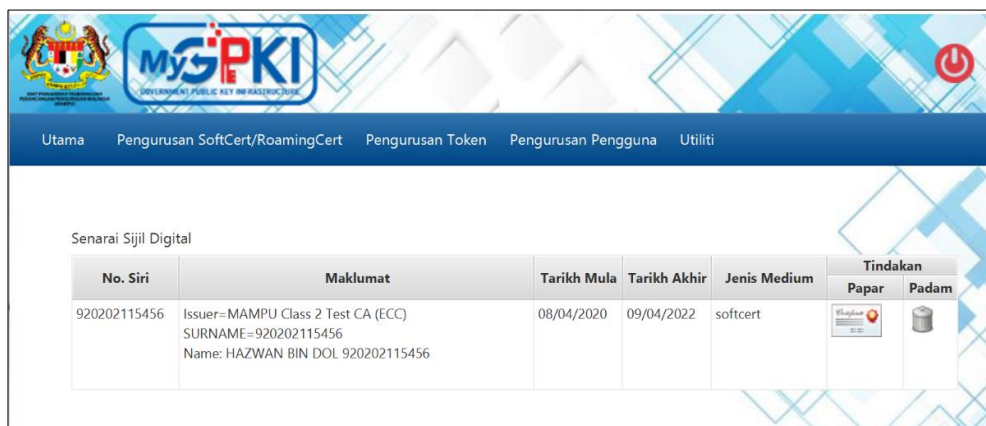 MyGPKI
GOVERNMENT PUBLIC KEY INFRASTRUCTURE
Utama Pengurusan SoftCert/RoamingCert Pengurusan Token Pengurusan Pengguna Utiliti
Senarai Sijil Digital
No. Siri Maklumat Tarikh Mula Tarikh Akhir Jenis Medium Tindakan
Papar Padam
920202115456 Issuer=MAMPU Class 2 Test CA (ECC) 08/04/2020 09/04/2022 softcert
SURNAME=920202115456
Name: HAZWAN BIN DOL 920202115456
Certificate